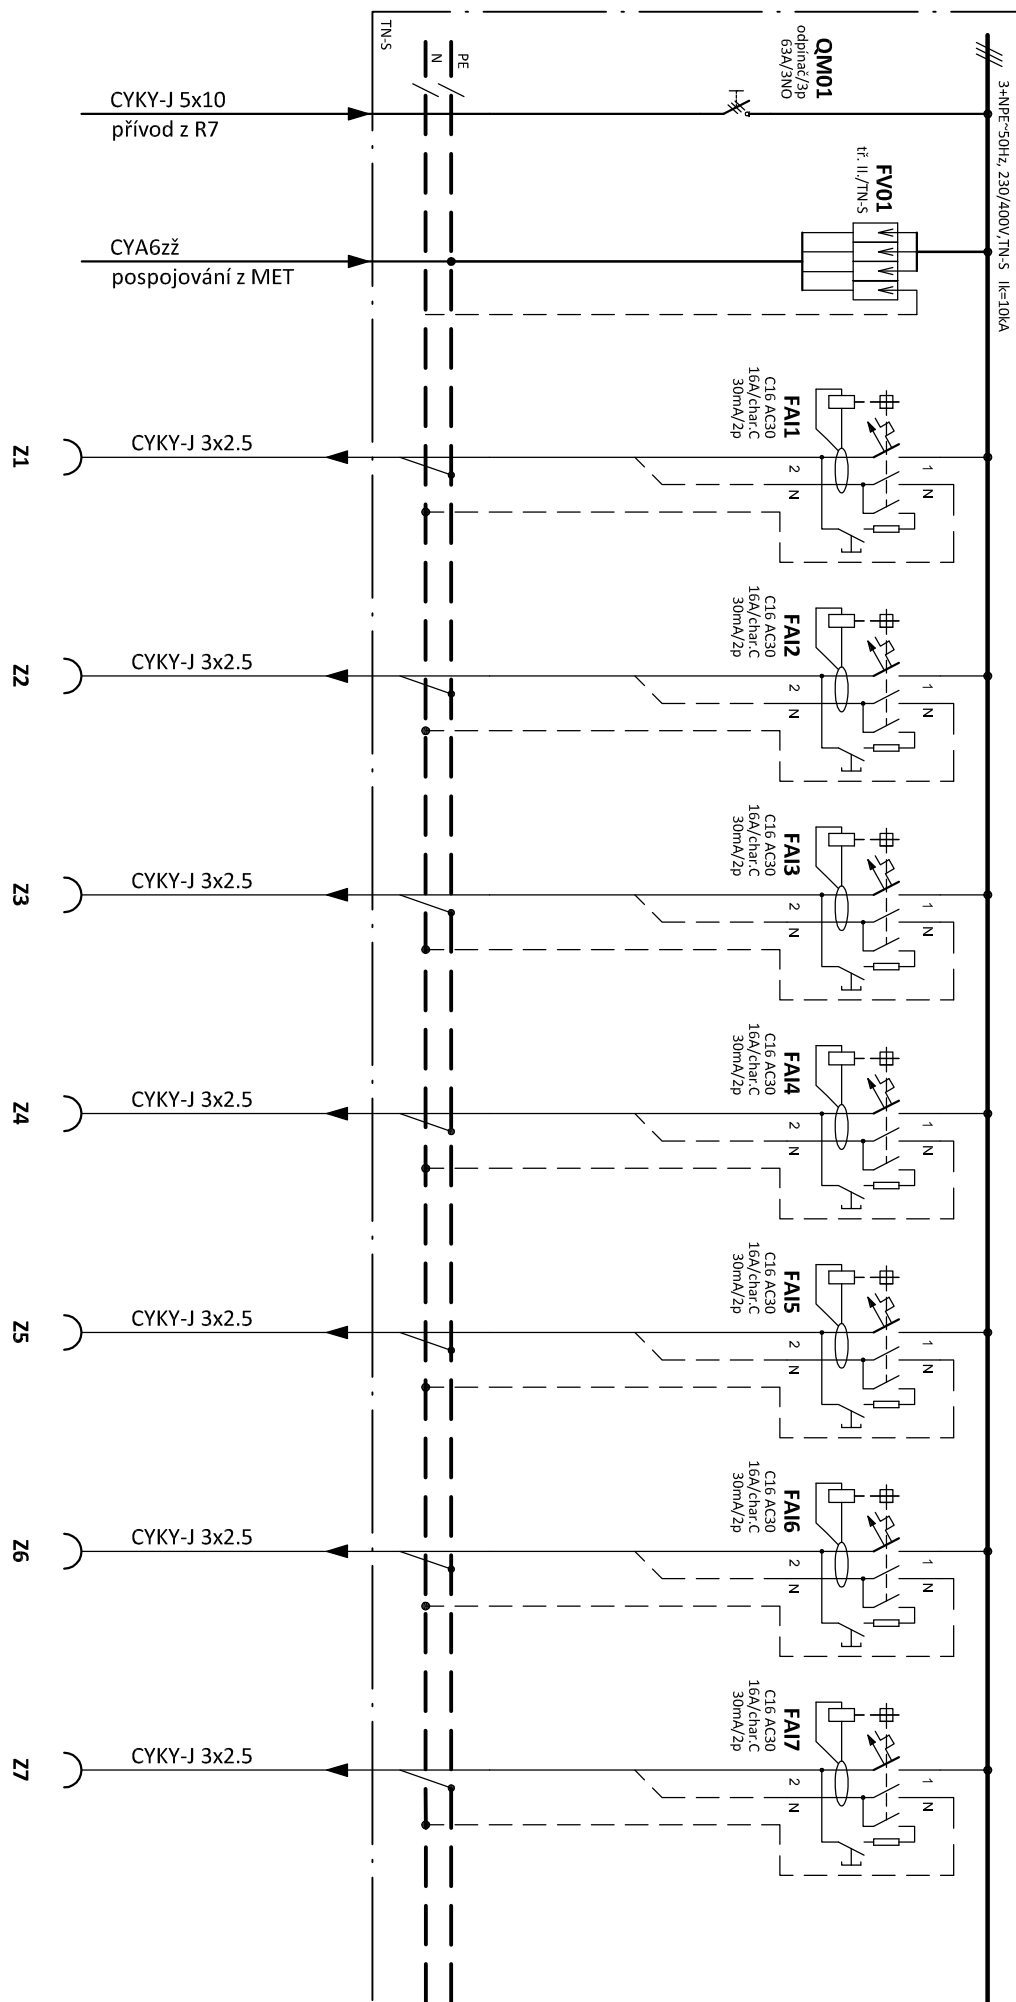 3+NPE~50Hz, 230/400V,TN-S Ik=10kA
QM01
odpínač/3p
63A/3NO
PE
N
TN-S
CYKY-J 5x10
přívod z R7
FV01
tř. II./TN-S
CYA6zž
pospojování z MET
FAI1
C16 AC30
16A/char.C
30mA/2p
1 N
2 N
CYKY-J 3x2.5
Z1
FAI2
C16 AC30
16A/char.C
30mA/2p
1 N
2 N
CYKY-J 3x2.5
Z2
FAI3
C16 AC30
16A/char.C
30mA/2p
1 N
2 N
CYKY-J 3x2.5
Z3
FAI4
C16 AC30
16A/char.C
30mA/2p
1 N
2 N
CYKY-J 3x2.5
Z4
FAI5
C16 AC30
16A/char.C
30mA/2p
1 N
2 N
CYKY-J 3x2.5
Z5
FAI6
C16 AC30
16A/char.C
30mA/2p
1 N
2 N
CYKY-J 3x2.5
Z6
FAI7
C16 AC30
16A/char.C
30mA/2p
1 N
2 N
CYKY-J 3x2.5
Z7